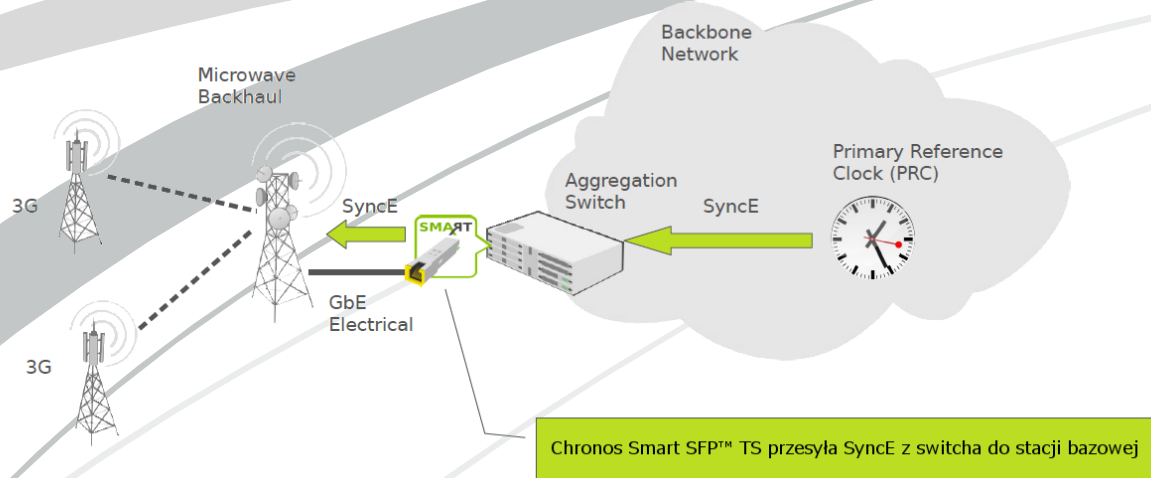 Backbone
Network
Microwave
Backhaul
Primary Reference
Clock (PRC)
Aggregation
Switch
3G
SyncE
SyncE
SMART
GbE
Electrical
3G
Chronos Smart SFP™ TS przesyła SyncE z switcha do stacji bazowej